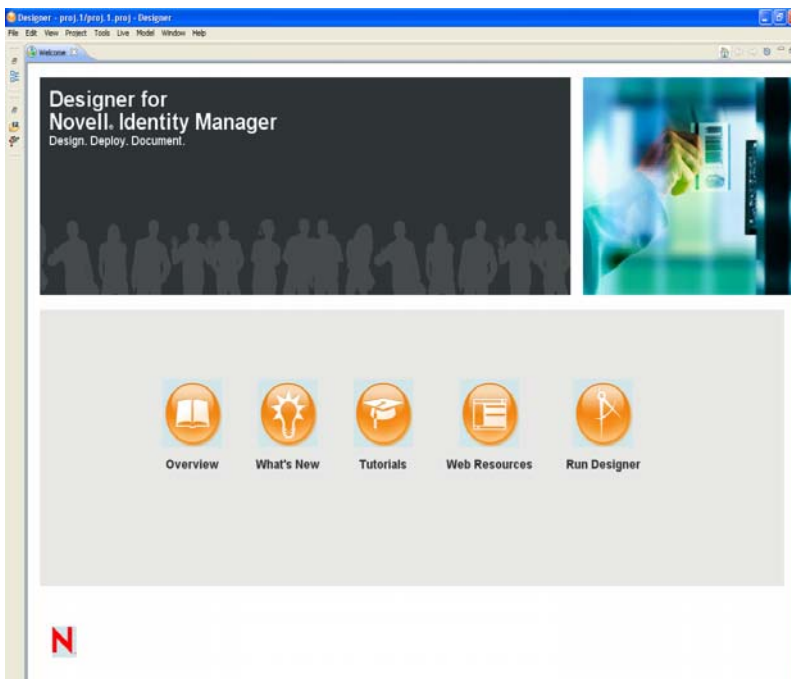 Designer - proj.1/proj.1.proj - Designer
File Edit View Project Tools Live Model Window Help
Welcome
Designer for
Novell® Identity Manager
Design. Deploy. Document.
Overview What's New Tutorials Web Resources Run Designer
N